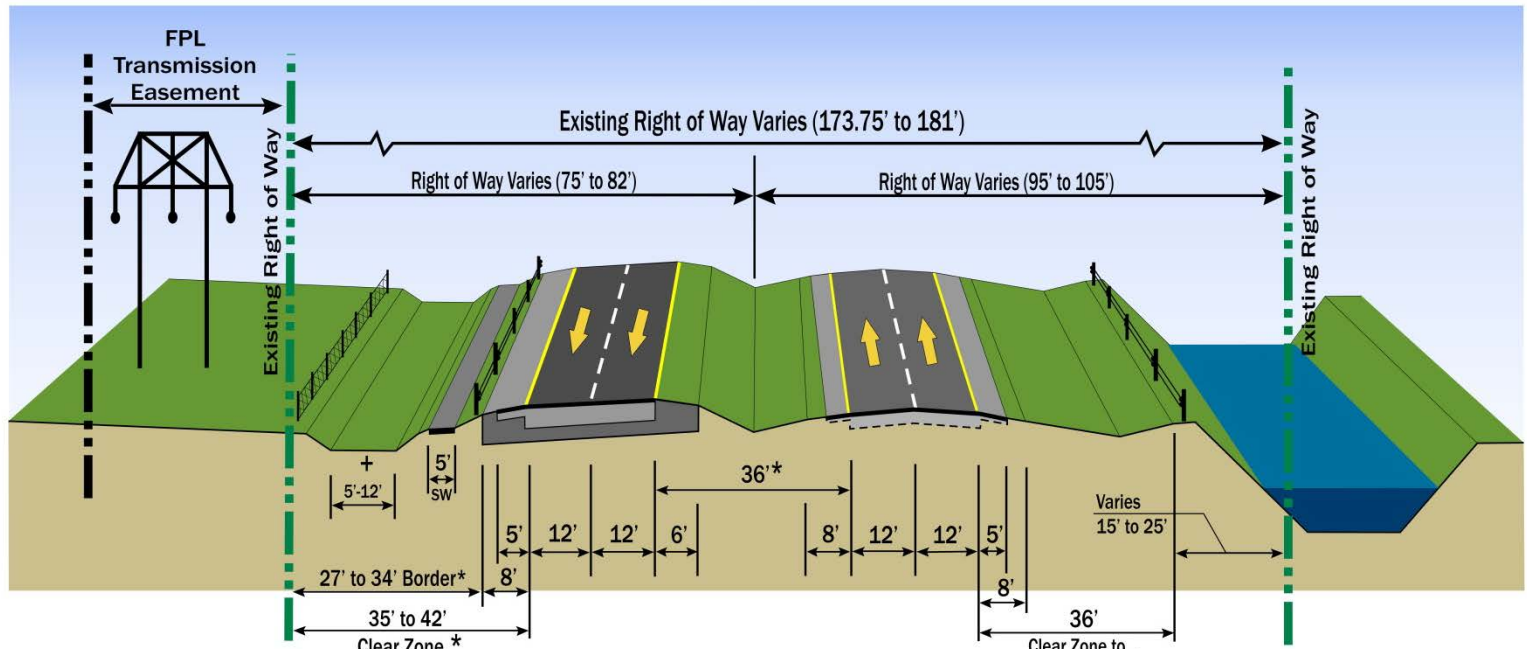 FPL
Transmission
Easement
Existing Right of Way
Existing Right of Way Varies (173.75’ to 181’)
Right of Way Varies (75’ to 82’)
Right of Way Varies (95’ to 105’)
Existing Right of Way
+
5’-12’
5’
SW
36’*
5’
12’
12’
6’
8’
12’
12’
5’
Varies
15’ to 25’
27’ to 34’ Border*
8’
8’
35’ to 42’
Clear Zone *
36’
Clear Zone to